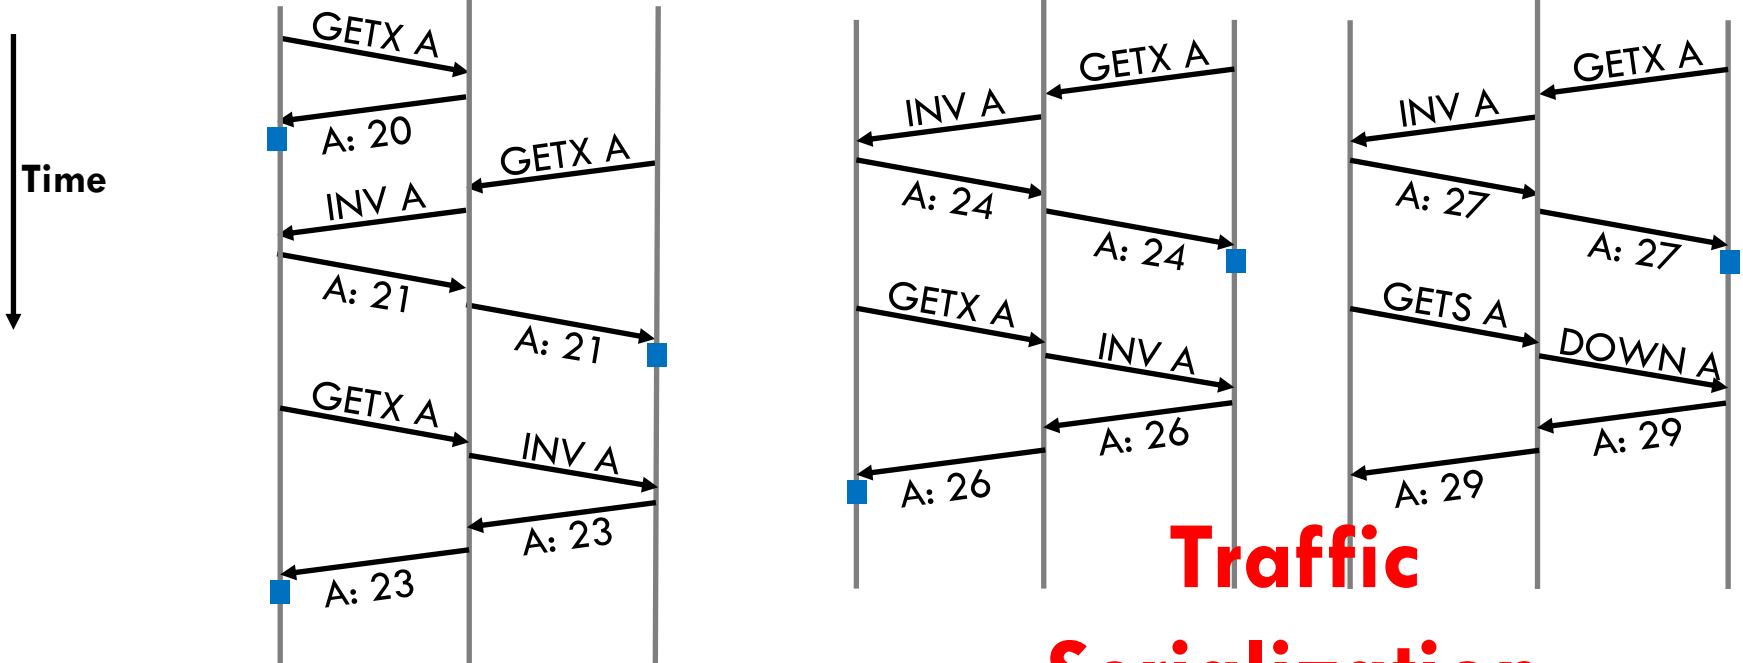 Time
GETX A
A: 20
GETX A
INV A
A: 21
A: 21
GETX A
INV A
A: 23
A: 23
GETX A
INV A
A: 24
A: 24
GETX A
INV A
A: 26
A: 26
GETX A
INV A
A: 27
A: 27
GETS A
DOWN A
A: 29
A: 29
Traffic
Serialization